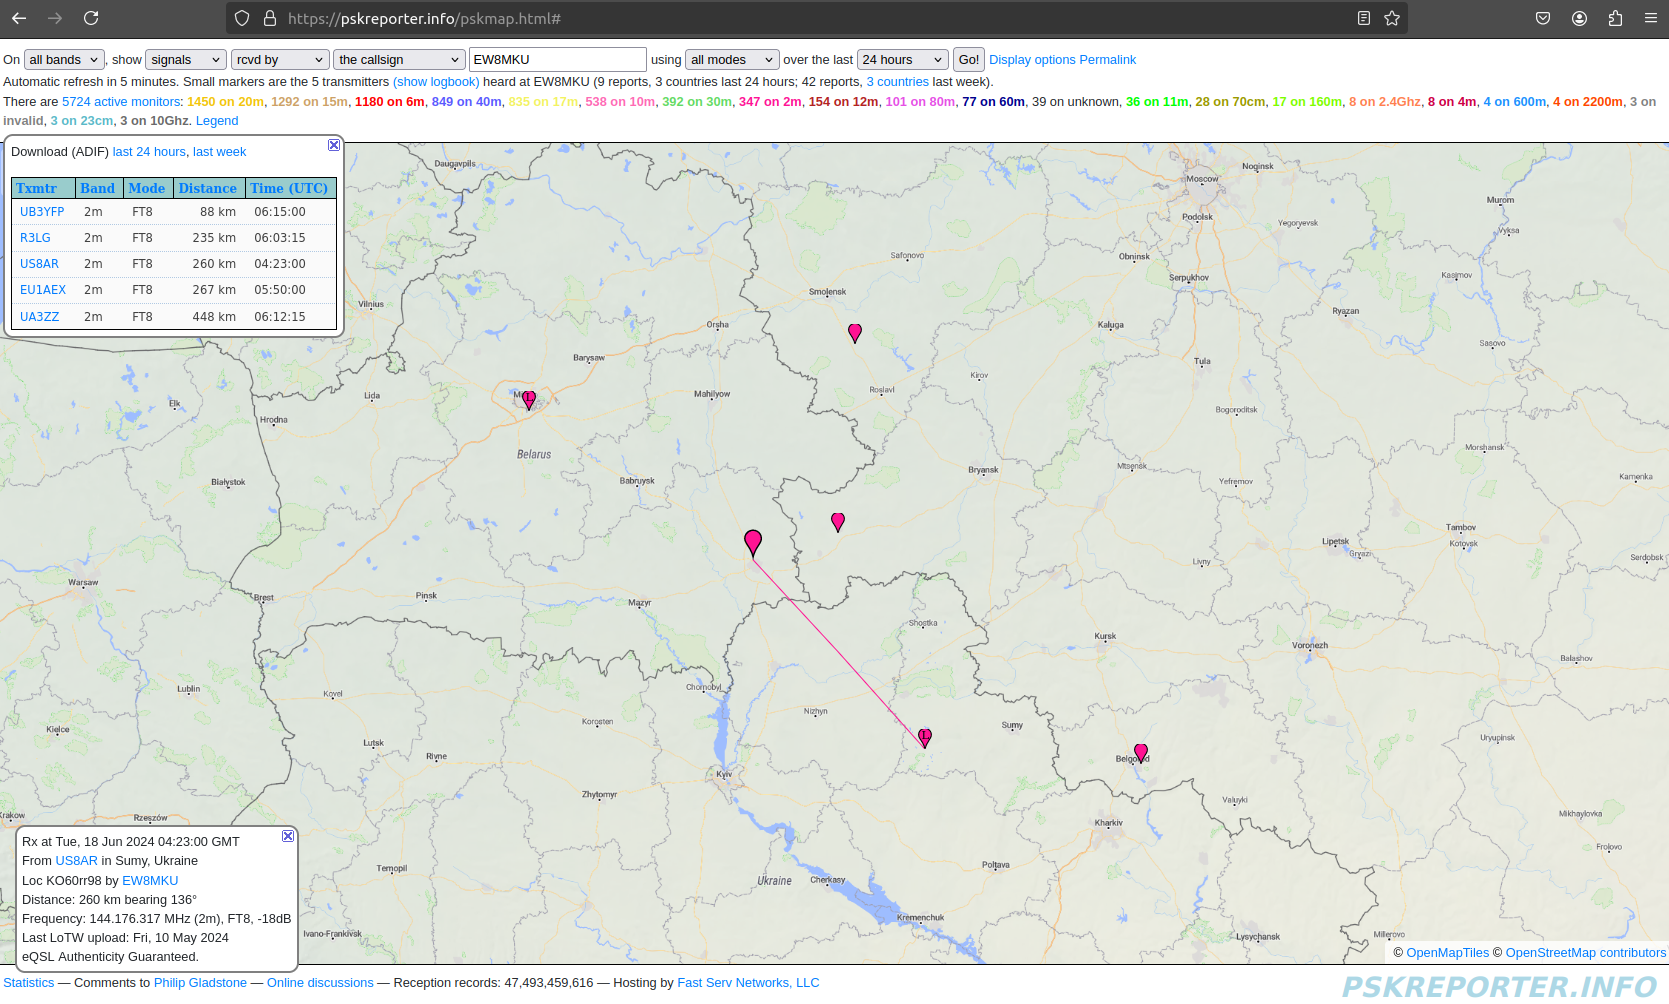 https://pskreporter.info/pskmap.html#
On all bands , show signals rcvd by the callsign EW8MKU using all modes over the last 24 hours Go! Display options Permalink
Automatic refresh in 5 minutes. Small markers are the 5 transmitters (show logbook) heard at EW8MKU (9 reports, 3 countries last 24 hours; 42 reports, 3 countries last week).
There are 5724 active monitors: 1450 on 20m, 1292 on 15m, 1180 on 6m, 849 on 40m, 835 on 17m, 538 on 10m, 392 on 30m, 347 on 2m, 154 on 12m, 101 on 80m, 77 on 60m, 39 on unknown, 36 on 11m, 28 on 70cm, 17 on 160m, 8 on 2.4Ghz, 8 on 4m, 4 on 600m, 4 on 2200m, 3 on
invalid, 3 on 23cm, 3 on 10Ghz. Legend
Download (ADIF) last 24 hours, last week
Txmtr Band Mode Distance Time (UTC)
UB3YFP 2m FT8 88 km 06:15:00
R3LG 2m FT8 235 km 06:03:15
US8AR 2m FT8 260 km 04:23:00
EU1AEX 2m FT8 267 km 05:50:00
UA3ZZ 2m FT8 448 km 06:12:15
Daugavpils
Noginsk
Moscow
Murom
Podolsk
Yegoryevsk
Vyksa
Safonovo
Obninsk
Serpukhov
Kasimov
Smolensk
Vilnius
Ryazan
Orsha
Kaluga
Sasovo
Barysaw
Tula
Kirov
Roslavl
Lida
Mahilyow
Elk
Bogoroditsk
Hrodna
Morshansk
Belarus
Mtsensk
Bryansk
Kamenka
Białystok
Babruysk
Yefremov
Tambov
Kotovsk
Lipetsk
Gryazi
Serdobsk
Livny
Warsaw
Brest
Pinsk
Mazyr
Shostka
Kursk
Voronezh
Balashov
Lublin
Kovel
Chornobyl
Nizhyn
Korosten
Sumy
Kielce
Uryupinsk
Lutsk
Rivne
Belgorod
Kyiv
Zhytomyr
Valuyki
Krakow
Rzeszów
Kharkiv
Mikhaylovka
Frolovo
Ternopil
Poltava
Ukraine
Cherkasy
Kremenchuk
Ivano-Frankivsk
Lysychansk
Millerovo
Rx at Tue, 18 Jun 2024 04:23:00 GMT
From US8AR in Sumy, Ukraine
Loc KO60rr98 by EW8MKU
Distance: 260 km bearing 136°
Frequency: 144.176.317 MHz (2m), FT8, -18dB
Last LoTW upload: Fri, 10 May 2024
eQSL Authenticity Guaranteed.
© OpenMapTiles © OpenStreetMap contributors
Statistics — Comments to Philip Gladstone — Online discussions — Reception records: 47,493,459,616 — Hosting by Fast Serv Networks, LLC
PSKREPORTER.INFO